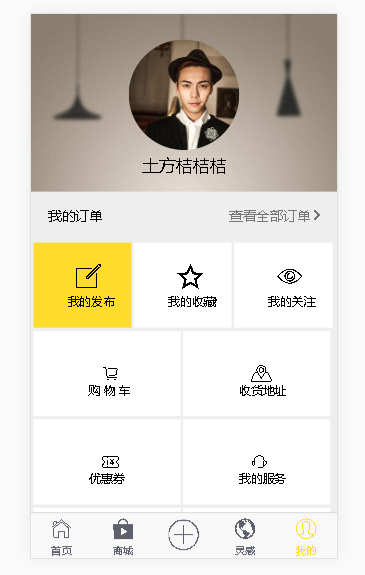 土方桔桔桔
我的订单 查看全部订单
我的发布 我的收藏 我的关注
购物车 收货地址
优惠券 我的服务
首页 商城 灵感 我的